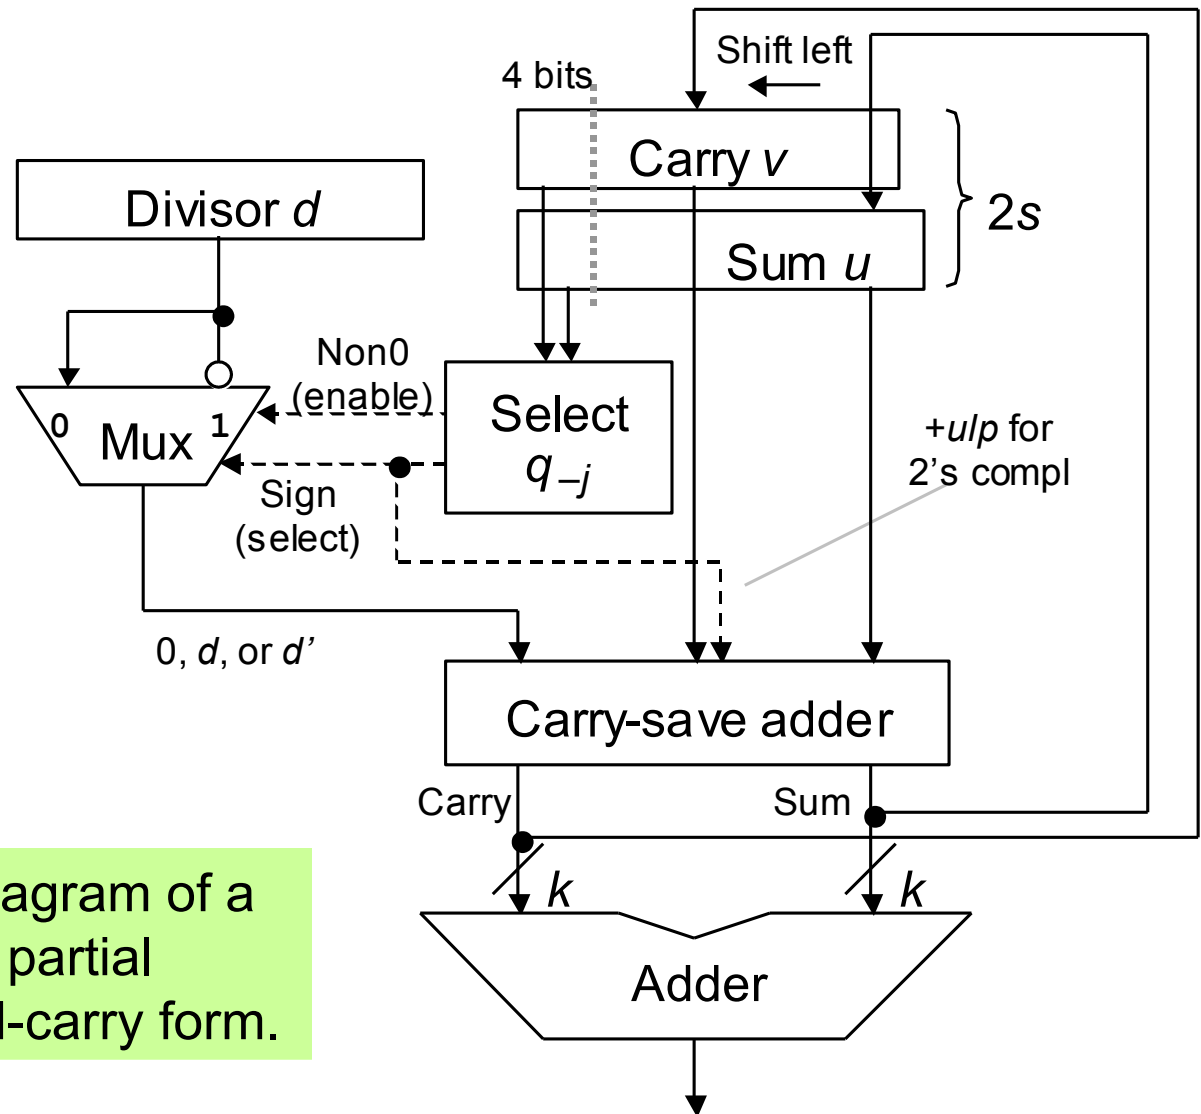 Shift left
4 bits
Carry v
Divisor d
2s
Sum u
Non0
(enable)
Select
q –j
0
Mux
1
+ulp for
2's compl
Sign
(select)
0, d, or d'
Carry-save adder
Carry
Sum
k
k
agram of a
partial
-carry form.
Adder